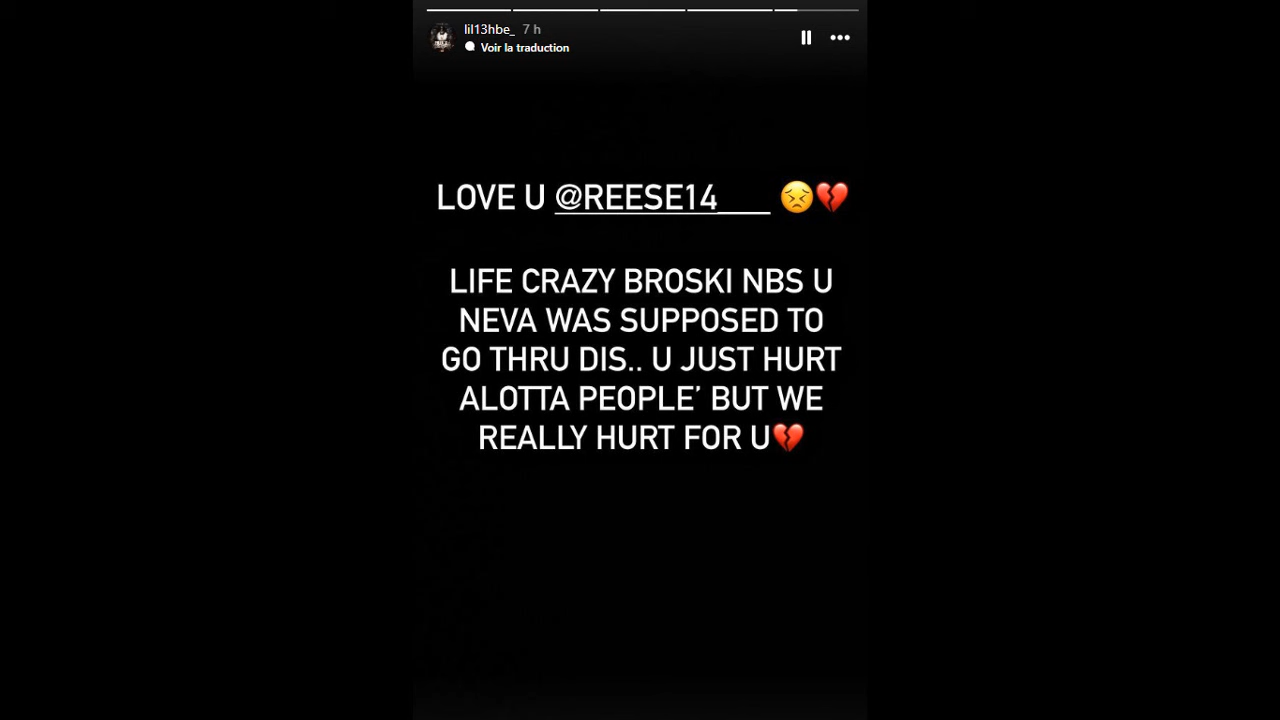 lil13hbe_ 7 h
Voir la traduction
LOVE U @REESE14___ 😣💔
LIFE CRAZY BROSKI NBS U
NEVA WAS SUPPOSED TO
GO THRU DIS.. U JUST HURT
ALOTTA PEOPLE’ BUT WE
REALLY HURT FOR U💔